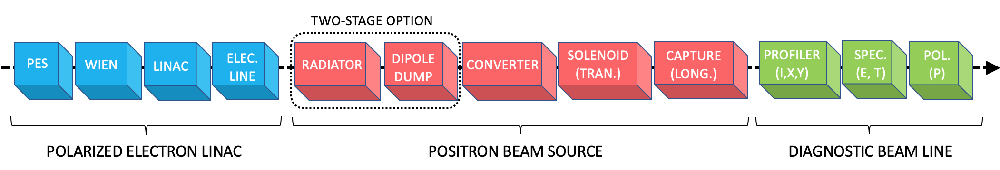 TWO-STAGE OPTION
PES
WIEN
LINAC
ELEC.
LINE
RADIATOR
DIPOLE
DUMP
CONVERTER
SOLENOID
(TRAN.)
CAPTURE
(LONG.)
PROFILER
(I,X,Y)
SPEC.
(E, T)
POL.
(P)
POLARIZED ELECTRON LINAC
POSITRON BEAM SOURCE
DIAGNOSTIC BEAM LINE